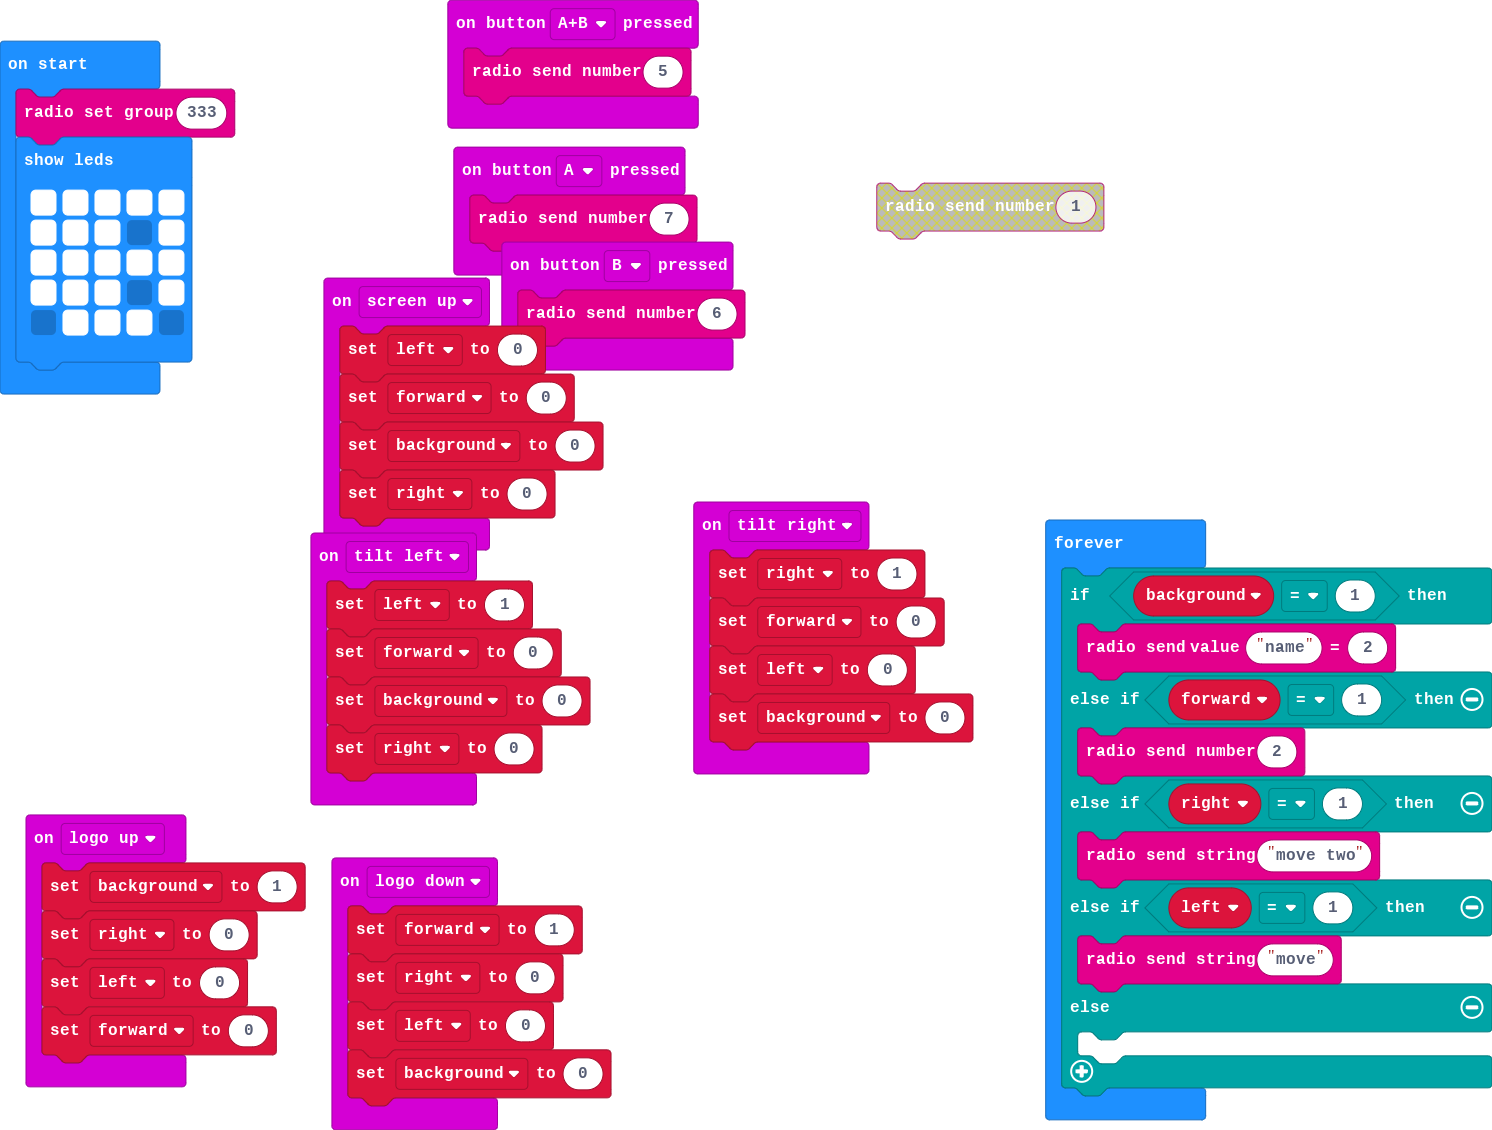 on start
radio set group 333
show leds
on button A+B pressed
radio send number 5
on button A pressed
radio send number 7
on button B pressed
radio send number 6
radio send number 1
on screen up
set left to 0
set forward to 0
set background to 0
set right to 0
on tilt left
set left to 1
set forward to 0
set background to 0
set right to 0
on tilt right
set right to 1
set forward to 0
set left to 0
set background to 0
on logo up
set background to 1
set right to 0
set left to 0
set forward to 0
on logo down
set forward to 1
set right to 0
set left to 0
set background to 0
forever
if background = 1 then
radio send value "name" = 2
else if forward = 1 then
radio send number 2
else if right = 1 then
radio send string "move two"
else if left = 1 then
radio send string "move"
else